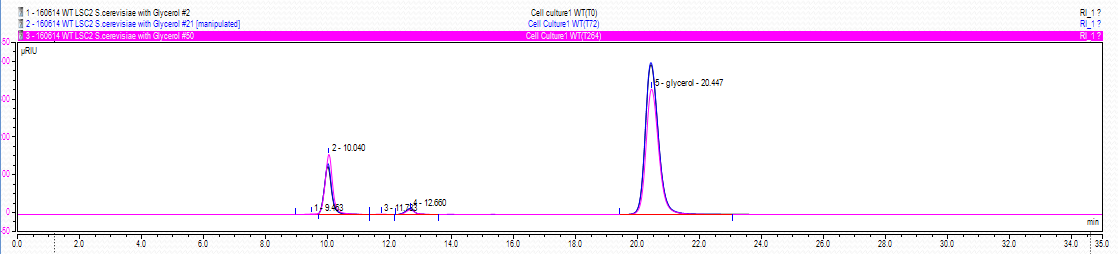 1 - 160614 WT LSC2 S.cerevisiae with Glycerol #2 Cell culture1 WT(T0) RI_1 ?
2 - 160614 WT LSC2 S.cerevisiae with Glycerol #21 [manipulated] Cell Culture1 WT(T72) RI_1 ?
3 - 160614 WT LSC2 S.cerevisiae with Glycerol #50 Cell Culture1 WT(T264) RI_1 ?
µRIU
5 - glycerol - 20.447
2 - 10.040
4 - 12.660
1 - 9.463 3 - 11.733
min
0.0 2.0 4.0 6.0 8.0 10.0 12.0 14.0 16.0 18.0 20.0 22.0 24.0 26.0 28.0 30.0 32.0 34.0 35.0